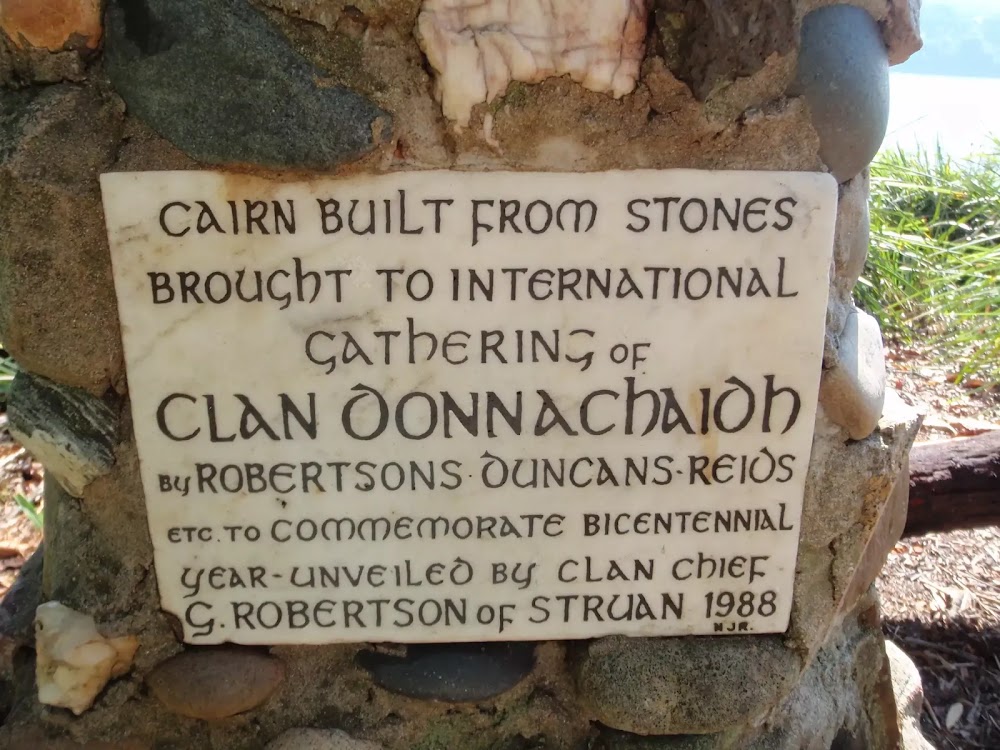 CAIRN BUILT FROM STONES
BROUGHT TO INTERNATIONAL
GATHERING OF
CLAN DONNACHAIDH
BY ROBERTSONS · DUNCANS - REIDS
ETC. TO COMMEMORATE BICENTENNIAL
YEAR - UNVEILED BY CLAN CHIEF
G. ROBERTSON OF STRUAN 1988
NJR.